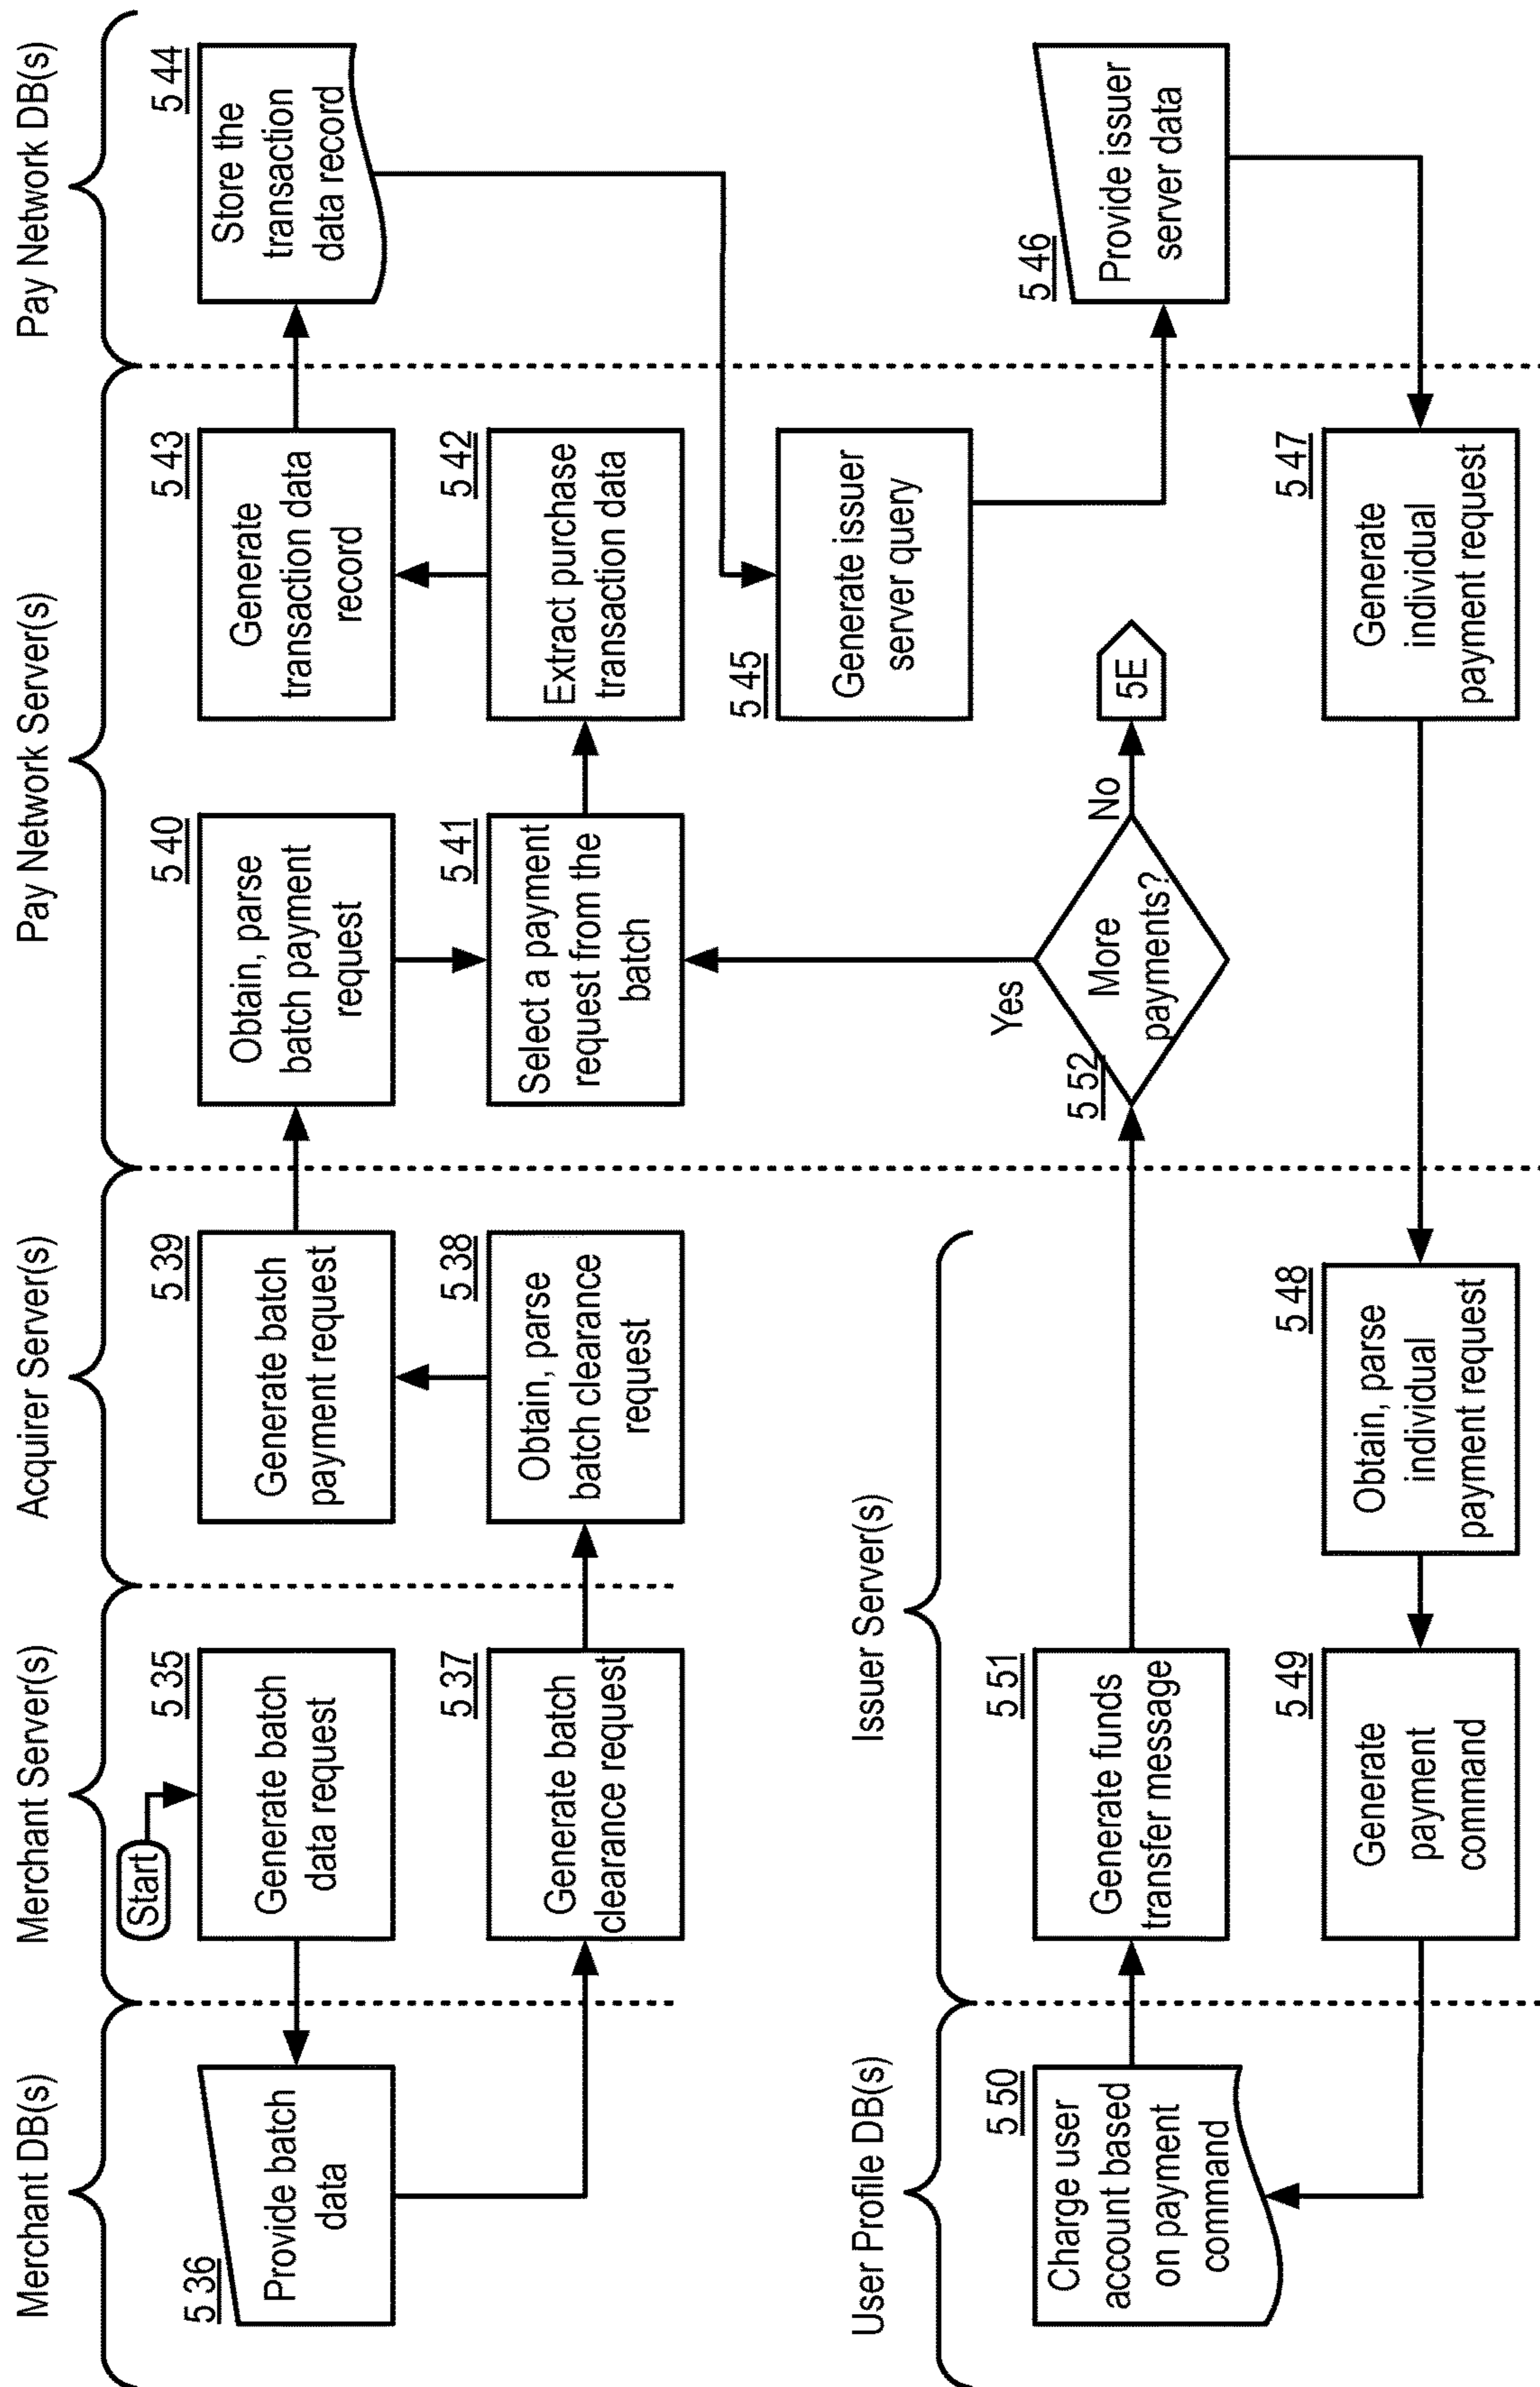 Merchant DB(s)
Merchant Server(s)
Acquirer Server(s)
Pay Network Server(s)
Pay Network DB(s)
Start
5 35
Generate batch
data request
5 36
Provide batch
data
5 37
Generate batch
clearance request
5 38
Obtain, parse
batch clearance
request
5 39
Generate batch
payment request
5 40
Obtain, parse
batch payment
request
5 41
Select a payment
request from the
batch
5 42
Extract purchase
transaction data
5 43
Generate
transaction data
record
5 44
Store the
transaction
data record
5 45
Generate issuer
server query
5 46
Provide issuer
server data
5 47
Generate
individual
payment request
User Profile DB(s)
Issuer Server(s)
5 48
Obtain, parse
individual
payment request
5 49
Generate
payment
command
5 50
Charge user
account based
on payment
command
5 51
Generate funds
transfer message
5 52
More
payments?
Yes
No
5E